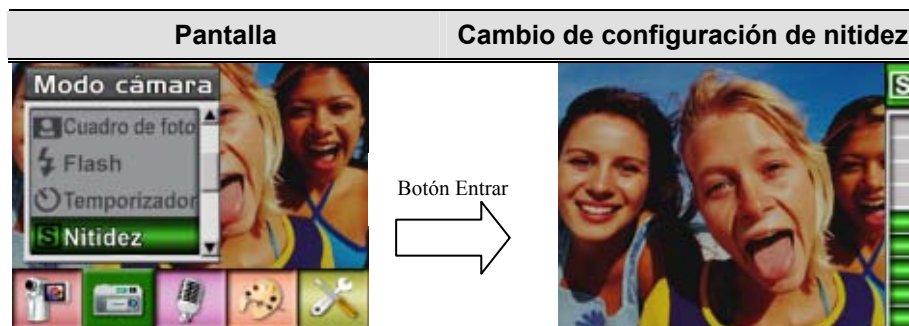 Pantalla
Cambio de configuración de nitidez
Modo cámara
Cuadro de foto
Flash
Temporizador
S Nitidez
Botón Entrar
S